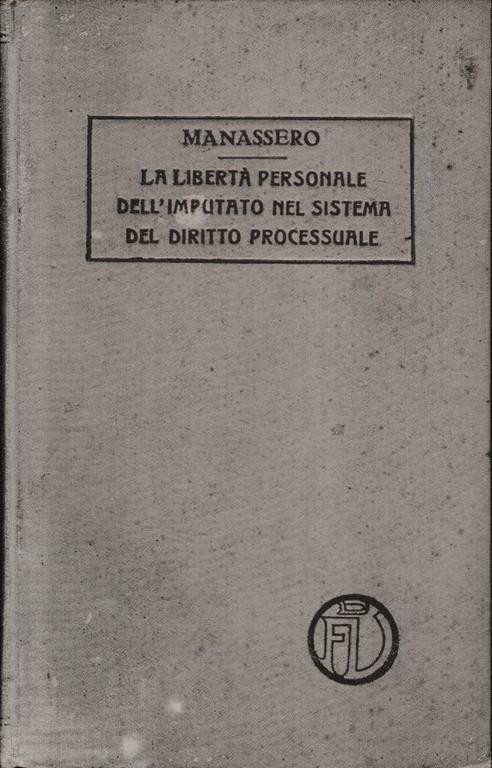 MANASSERO
LA LIBERTÀ PERSONALE
DELL'IMPUTATO NEL SISTEMA
DEL DIRITTO PROCESSUALE